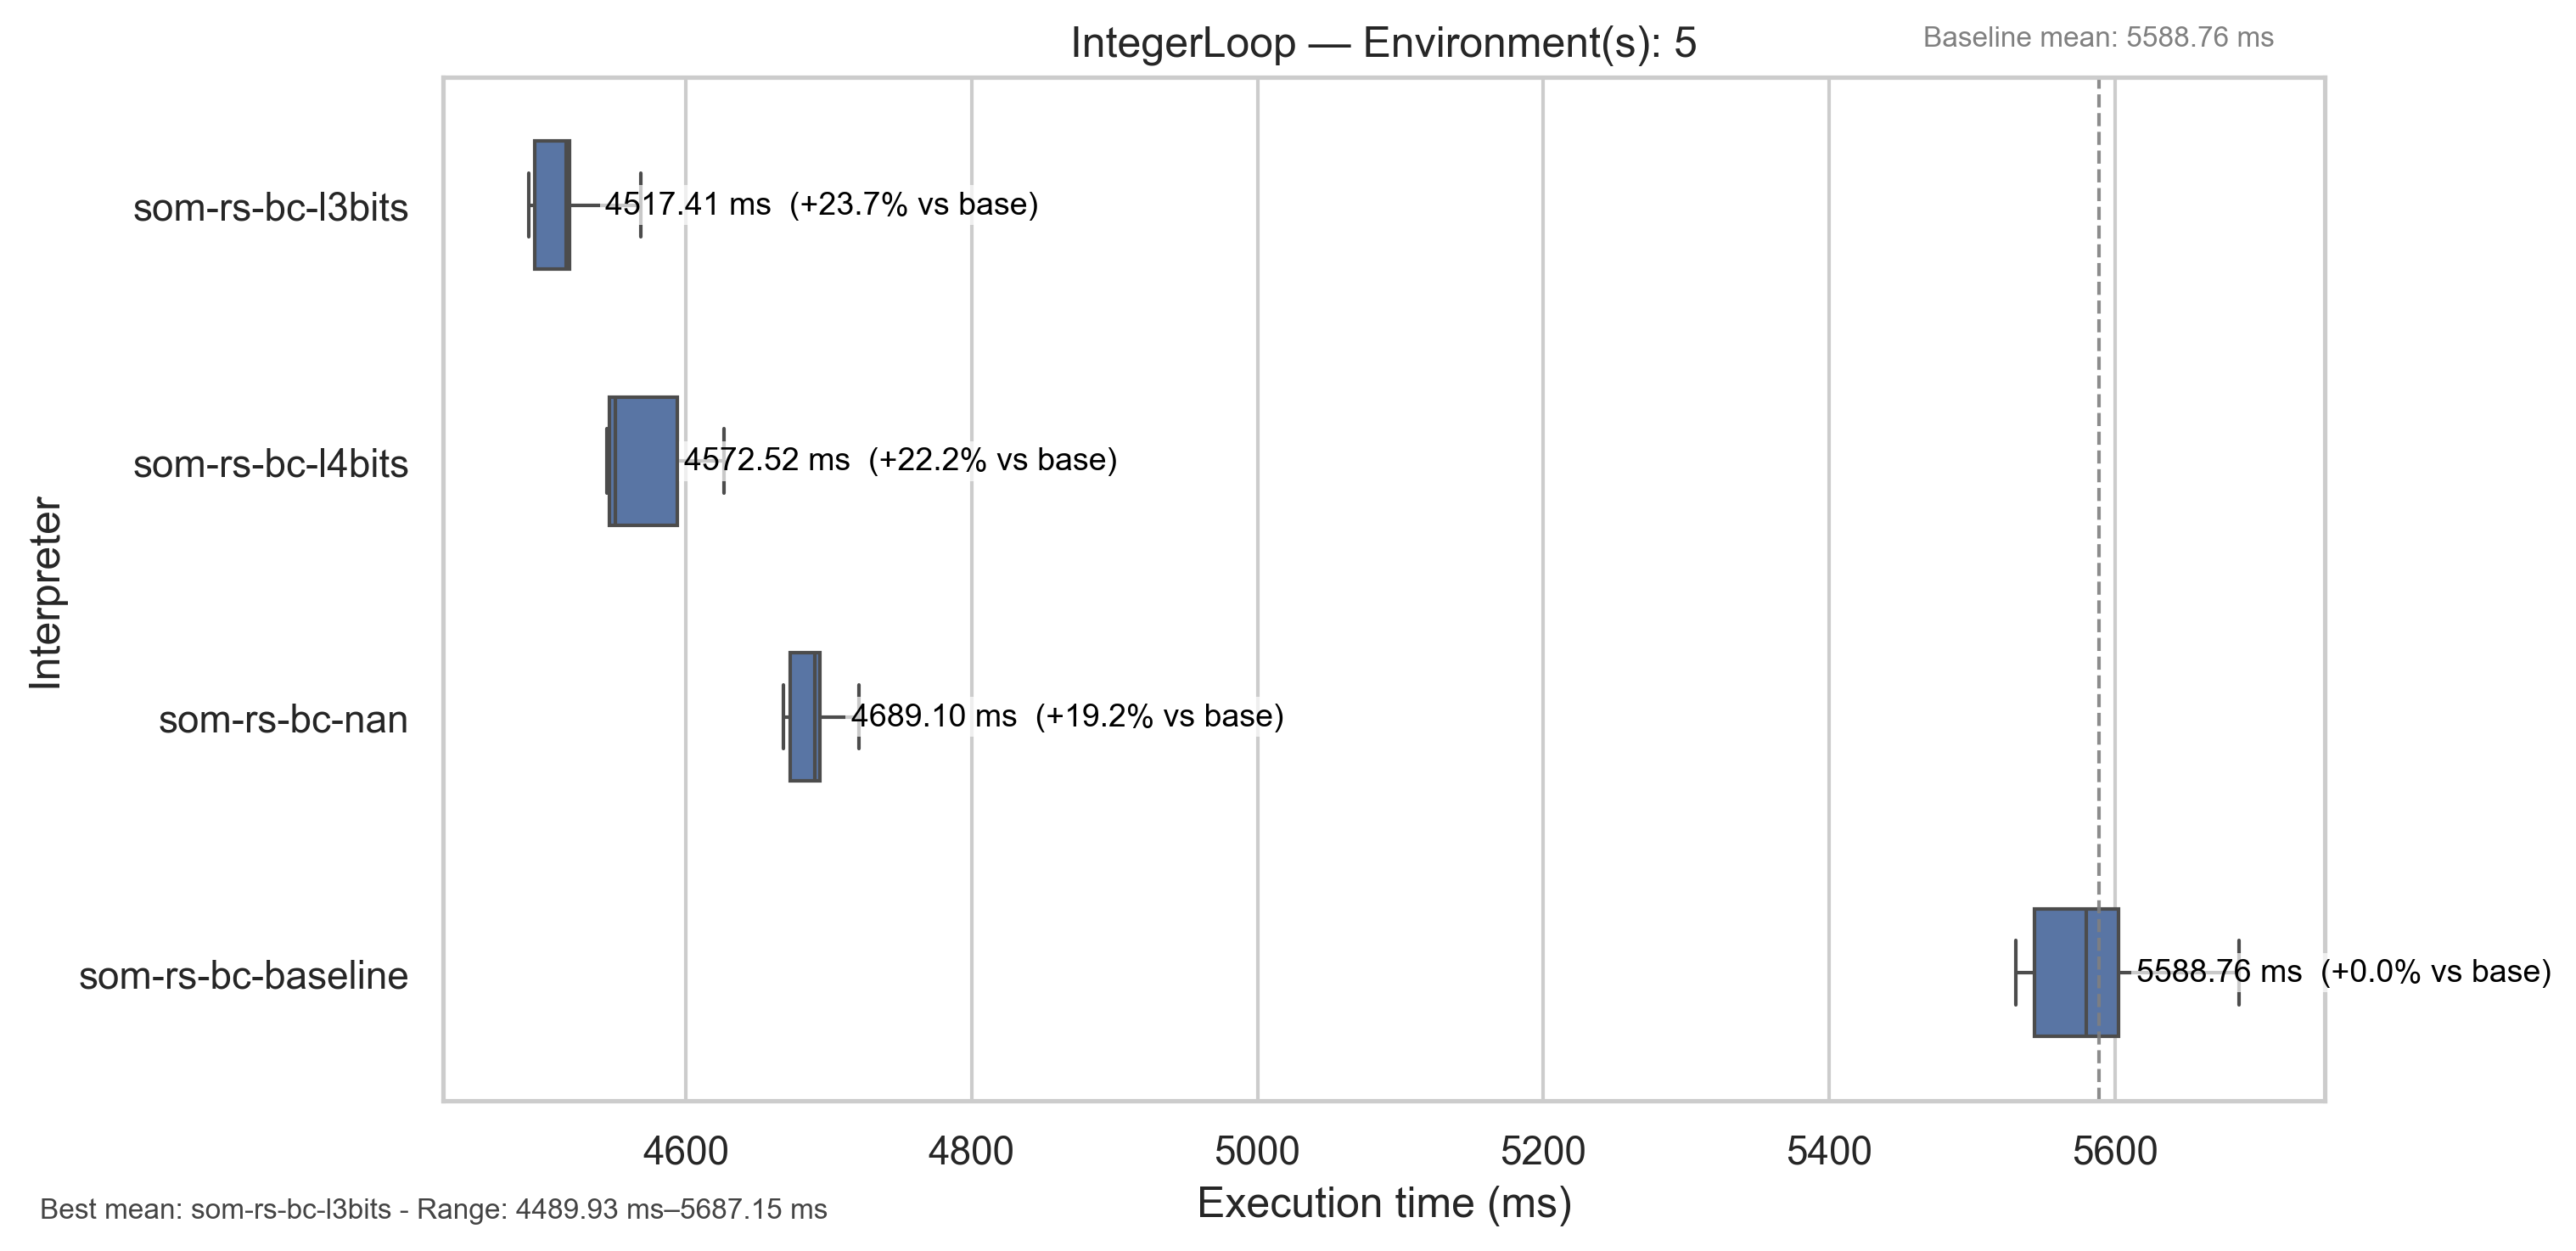 IntegerLoop — Environment(s): 5
Baseline mean: 5588.76 ms
Interpreter
som-rs-bc-l3bits
4517.41 ms (+23.7% vs base)
som-rs-bc-l4bits
4572.52 ms (+22.2% vs base)
som-rs-bc-nan
4689.10 ms (+19.2% vs base)
som-rs-bc-baseline
5588.76 ms (+0.0% vs base)
4600 4800 5000 5200 5400 5600
Execution time (ms)
Best mean: som-rs-bc-l3bits - Range: 4489.93 ms–5687.15 ms